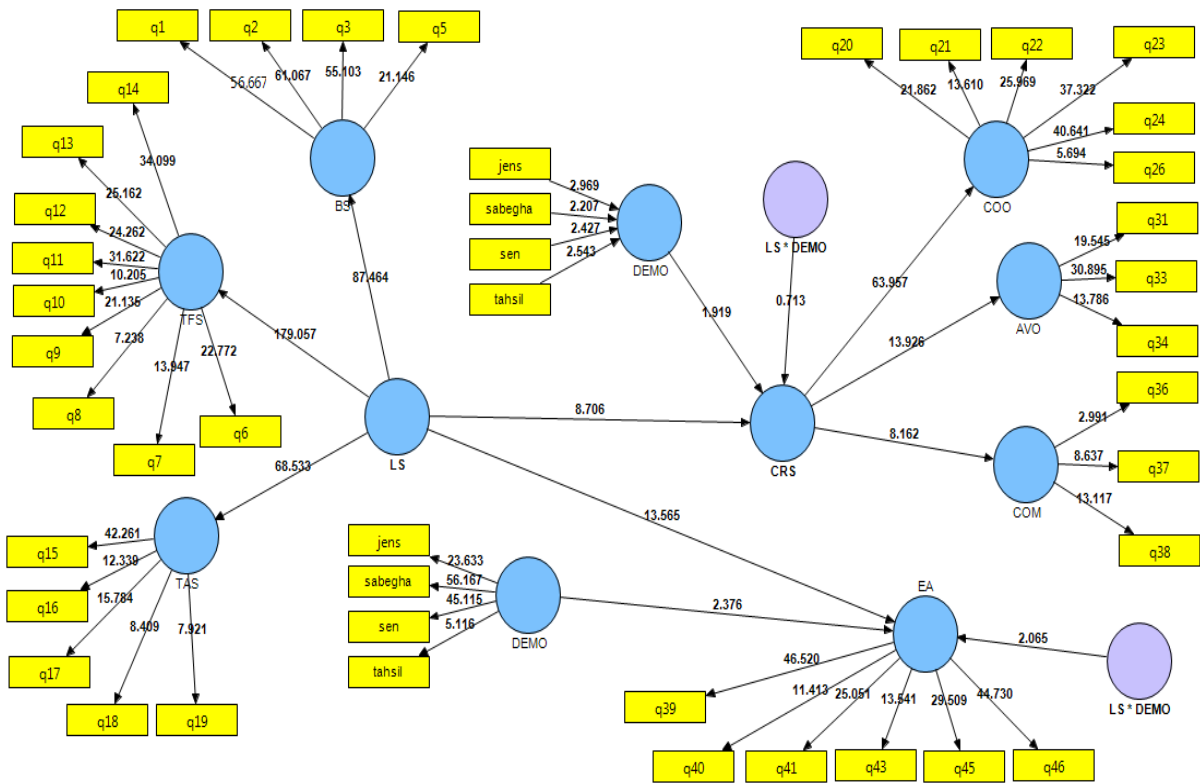 q1
q2
q3
q5
56.667
61.067
55.103
21.146
BS
q14
q13
q12
q11
q10
q9
q8
q7
q6
34.099
25.162
24.262
31.622
10.205
21.135
7.238
13.947
22.772
TFS
87.464
179.057
LS
68.533
8.706
13.565
jens
sabegha
sen
tahsil
2.969
2.207
2.427
2.543
DEMO
LS * DEMO
1.919
0.713
CRS
63.957
13.926
8.162
q20
q21
q22
q23
q24
q26
21.862
13.610
25.969
37.322
40.641
5.694
COO
q31
q33
q34
19.545
30.895
13.786
AVO
q36
q37
q38
2.991
8.637
13.117
COM
q15
q16
q17
q18
q19
42.261
12.339
15.784
8.409
7.921
TAS
jens
sabegha
sen
tahsil
23.633
56.167
45.115
5.116
DEMO
2.376
EA
2.065
LS * DEMO
46.520
11.413
25.051
13.541
29.509
44.730
q39
q40
q41
q43
q45
q46